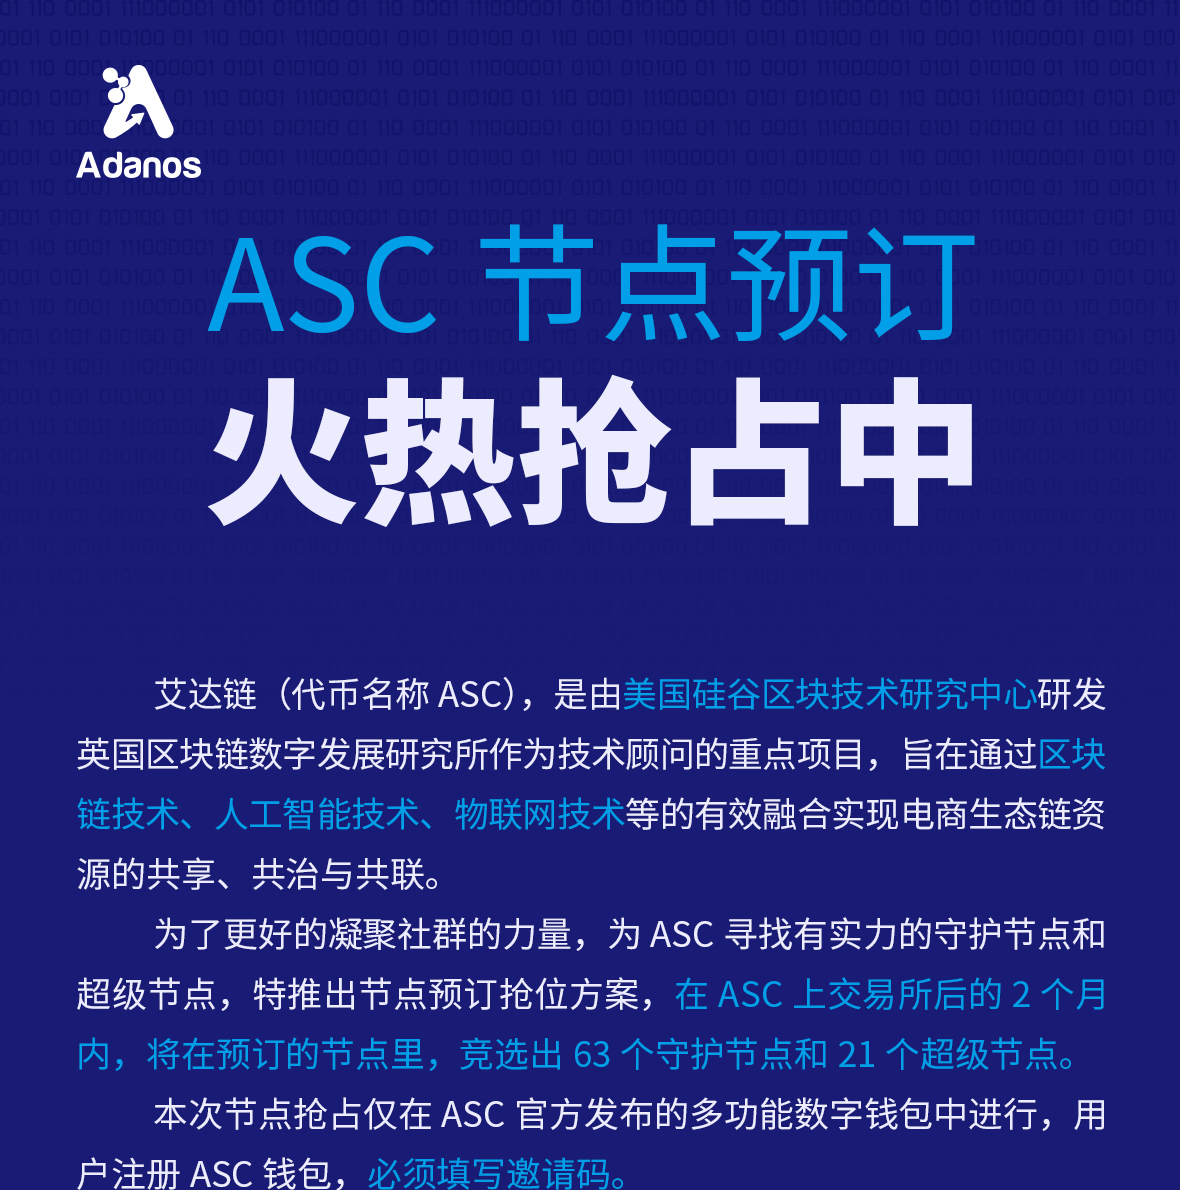 Adanos
ASC 节点预订
火热抢占中
艾达链（代币名称 ASC），是由美国硅谷区块技术研究中心研发
英国区块链数字发展研究所作为技术顾问的重点项目，旨在通过区块
链技术、人工智能技术、物联网技术等的有效融合实现电商生态链资
源的共享、共治与共联。
为了更好的凝聚社群的力量，为 ASC 寻找有实力的守护节点和
超级节点，特推出节点预订抢位方案，在 ASC 上交易所后的 2 个月
内，将在预订的节点里，竞选出 63 个守护节点和 21 个超级节点。
本次节点抢占仅在 ASC 官方发布的多功能数字钱包中进行，用
户注册 ASC 钱包，必须填写邀请码。